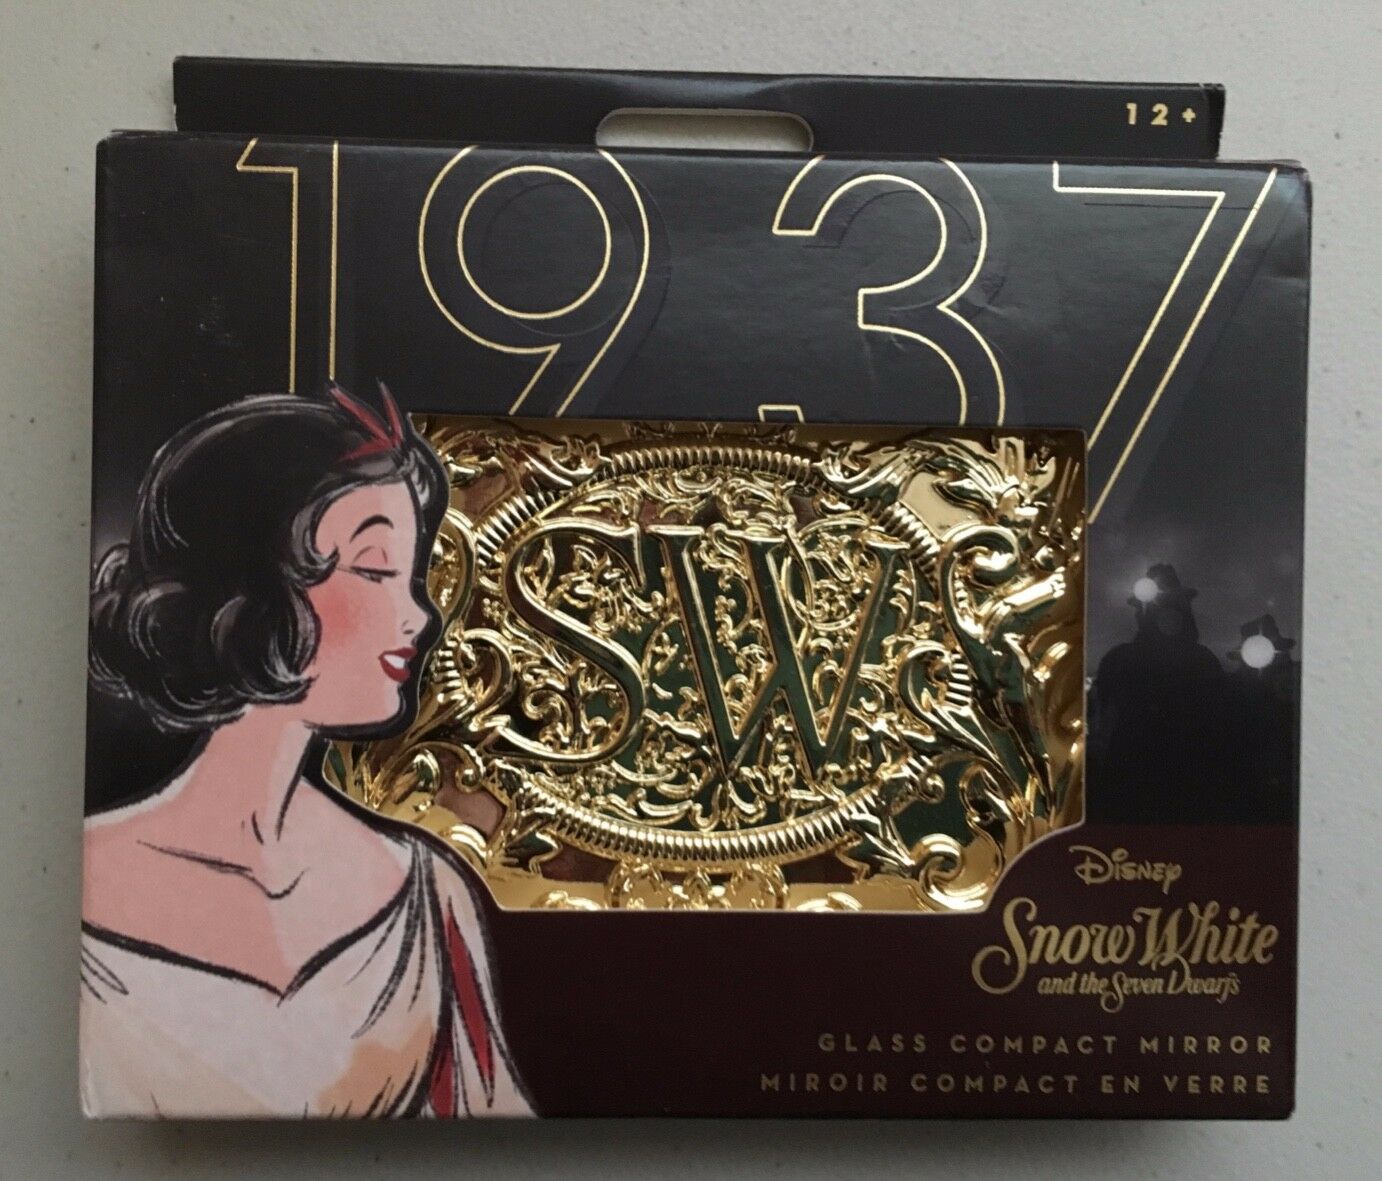 12+
1937
SW
Disney
Snow White
and the Seven Dwarfs
GLASS COMPACT MIRROR
MIROIR COMPACT EN VERRE